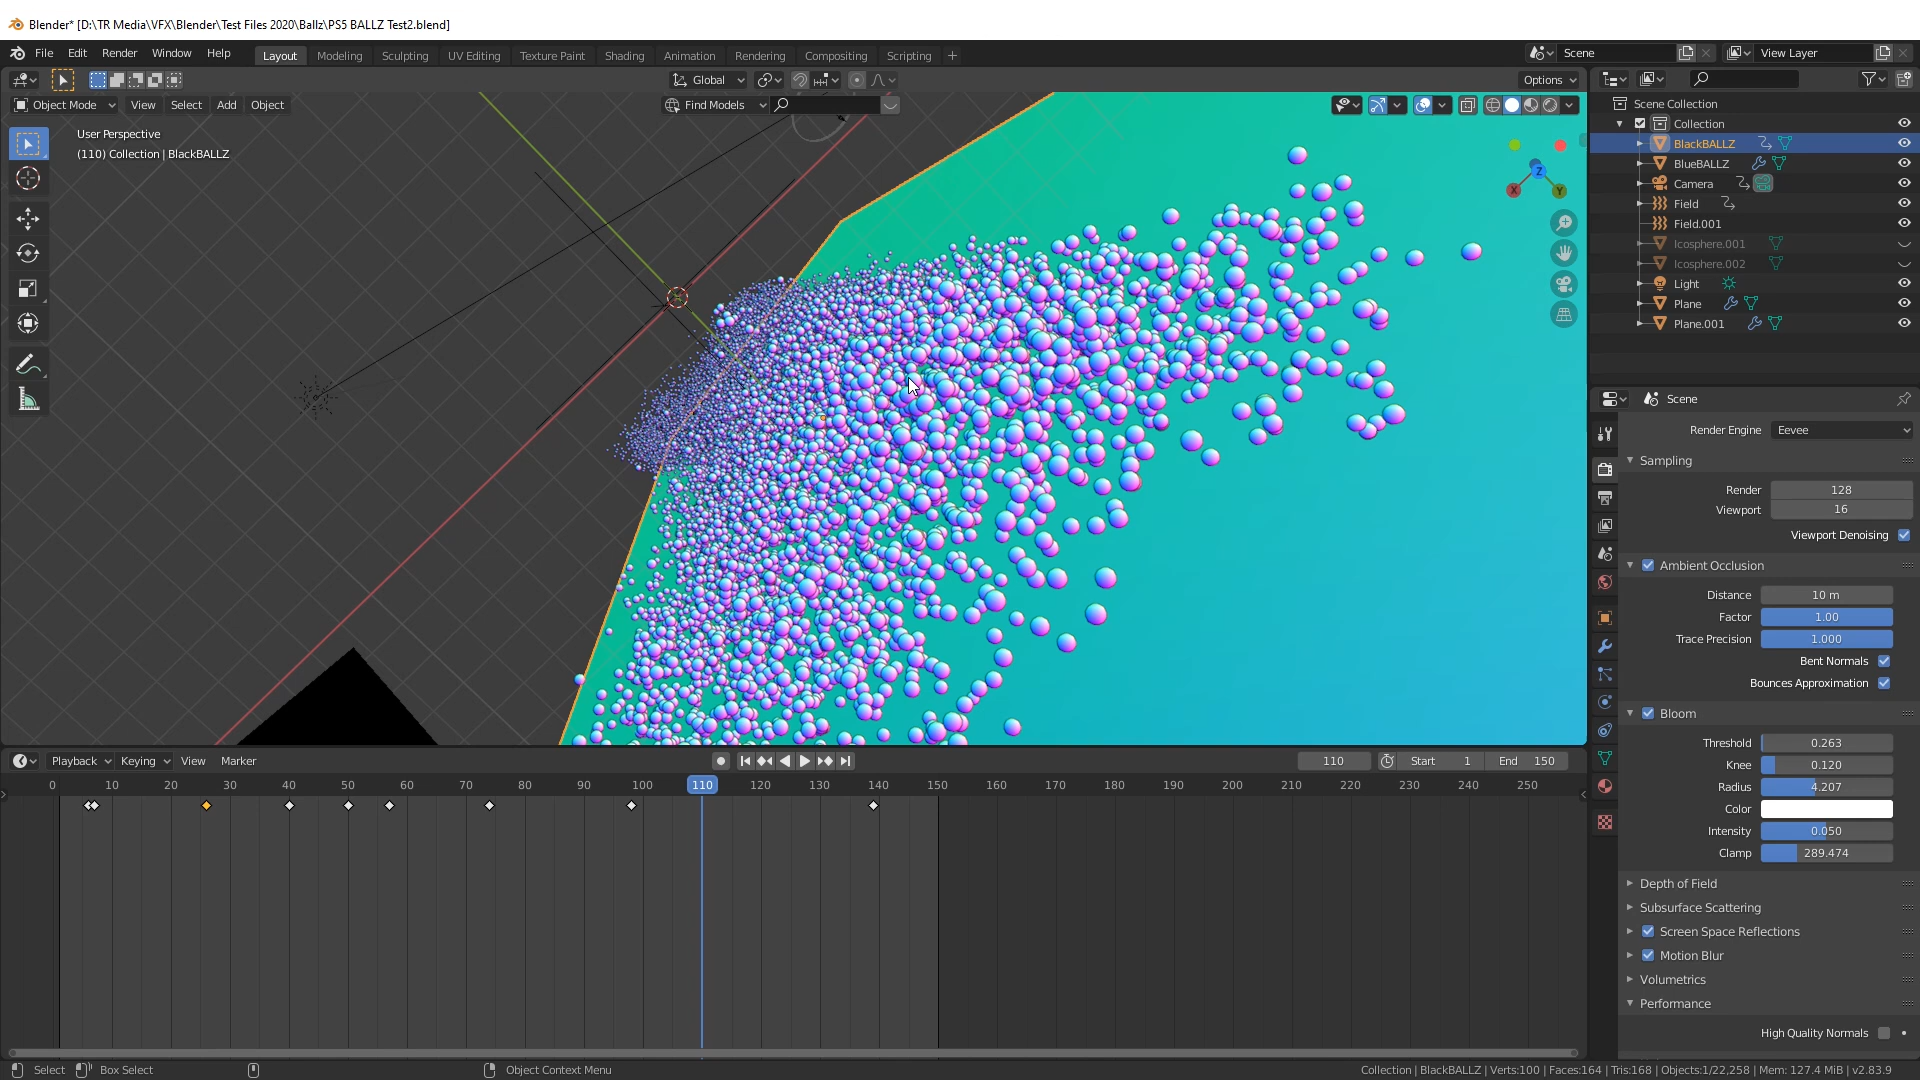 Blender* [D:\TR Media\VFX\Blender\Test Files 2020\Ballz\PS5 BALLZ Test2.blend]
File Edit Render Window Help Layout Modeling Sculpting UV Editing Texture Paint Shading Animation Rendering Compositing Scripting + Scene View Layer
Global Options
Object Mode View Select Add Object Find Models
User Perspective
(110) Collection | BlackBALLZ
X Y Z
Scene Collection
Collection
BlackBALLZ
BlueBALLZ
Camera
Field
Field.001
Icosphere.001
Icosphere.002
Light
Plane
Plane.001
Scene
Render Engine Eevee
Sampling
Render 128
Viewport 16
Viewport Denoising
Ambient Occlusion
Distance 10 m
Factor 1.00
Trace Precision 1.000
Bent Normals
Bounces Approximation
Bloom
Threshold 0.263
Knee 0.120
Radius 4.207
Color
Intensity 0.050
Clamp 289.474
Depth of Field
Subsurface Scattering
Screen Space Reflections
Motion Blur
Volumetrics
Performance
High Quality Normals
Playback Keying View Marker 110 Start 1 End 150
0 10 20 30 40 50 60 70 80 90 100 110 120 130 140 150 160 170 180 190 200 210 220 230 240 250
Select Box Select Object Context Menu Collection | BlackBALLZ | Verts:100 | Faces:164 | Tris:168 | Objects:1/22,258 | Mem: 127.4 MiB | v2.83.9